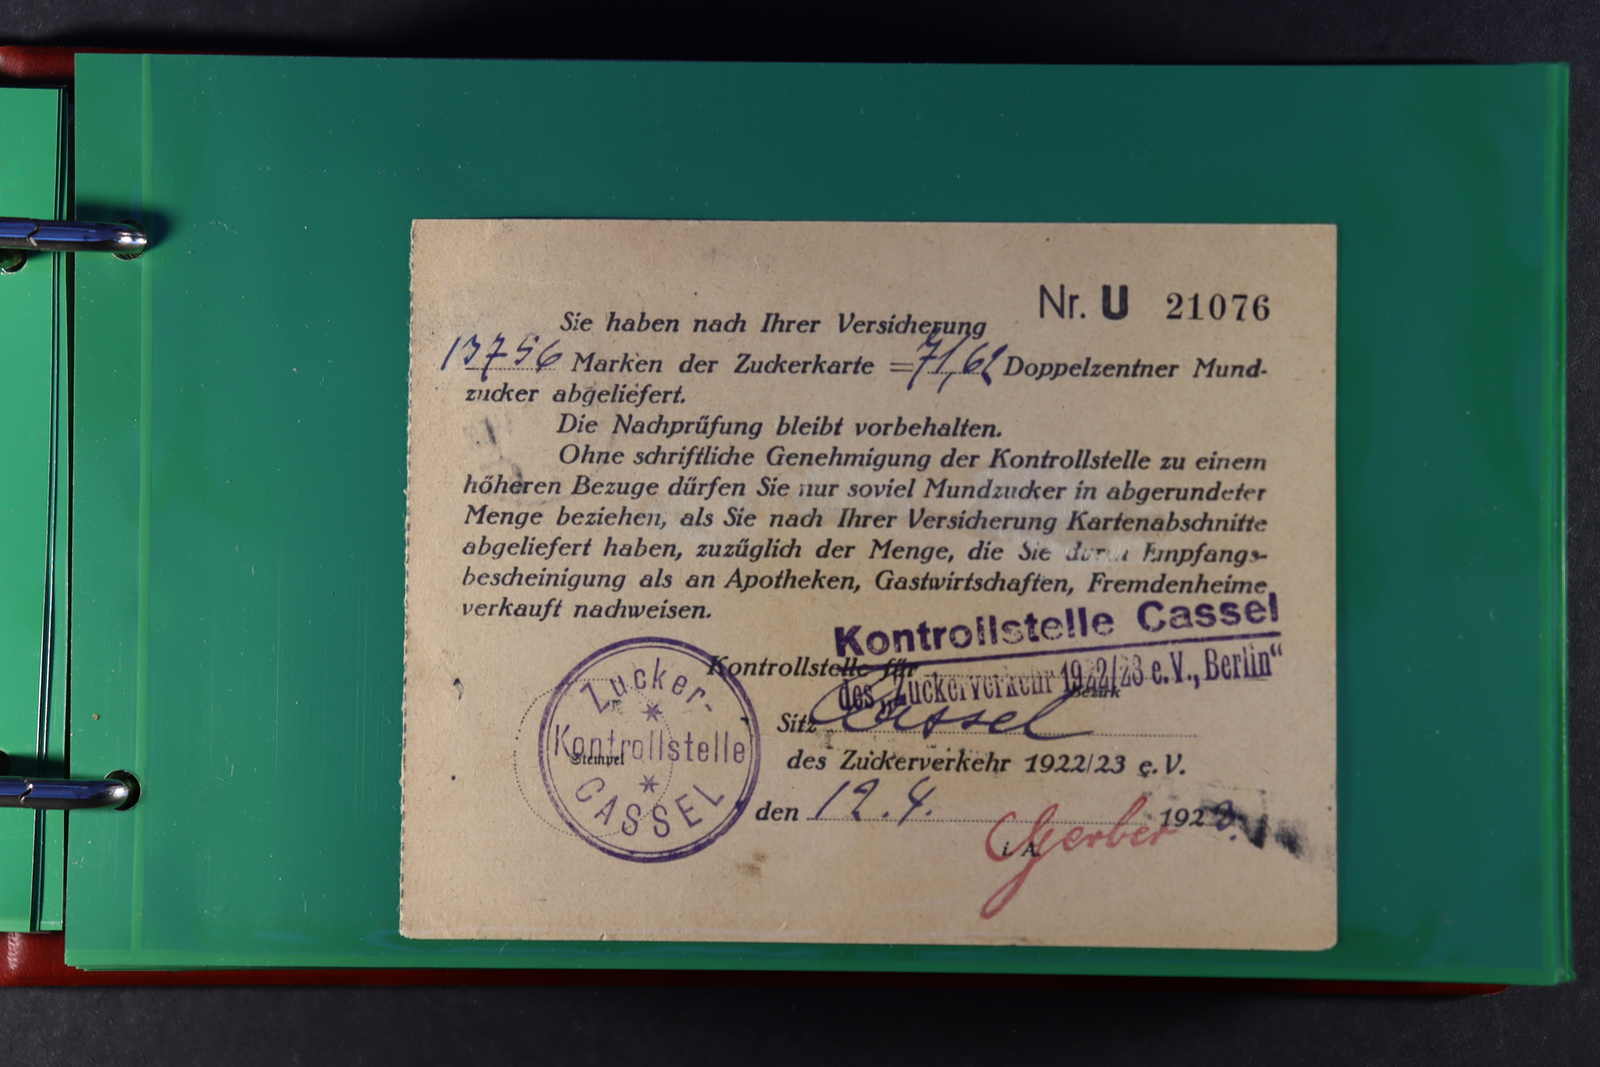 Nr. U 21076
Sie haben nach Ihrer Versicherung
13756 Marken der Zuckerkarte = 71,62 Doppelzentner Mund-
zucker abgeliefert.
Die Nachprüfung bleibt vorbehalten.
Ohne schriftliche Genehmigung der Kontrollstelle zu einem
höheren Bezuge dürfen Sie nur soviel Mundzucker in abgerundeter
Menge beziehen, als Sie nach Ihrer Versicherung Kartenabschnitte
abgeliefert haben, zuzüglich der Menge, die Sie durch Empfangs-
bescheinigung als an Apotheken, Gastwirtschaften, Fremdenheime
verkauft nachweisen.
Kontrollstelle Cassel
des „Zuckerverkehr 1922/23 e.V., Berlin“
Kontrollstelle für
Bezirk
Sitz Cassel
des Zuckerverkehr 1922/23 e.V.
den 12.4. 192
i. A. Gerber
Zucker-
Kontrollstelle
CASSEL
Stempel